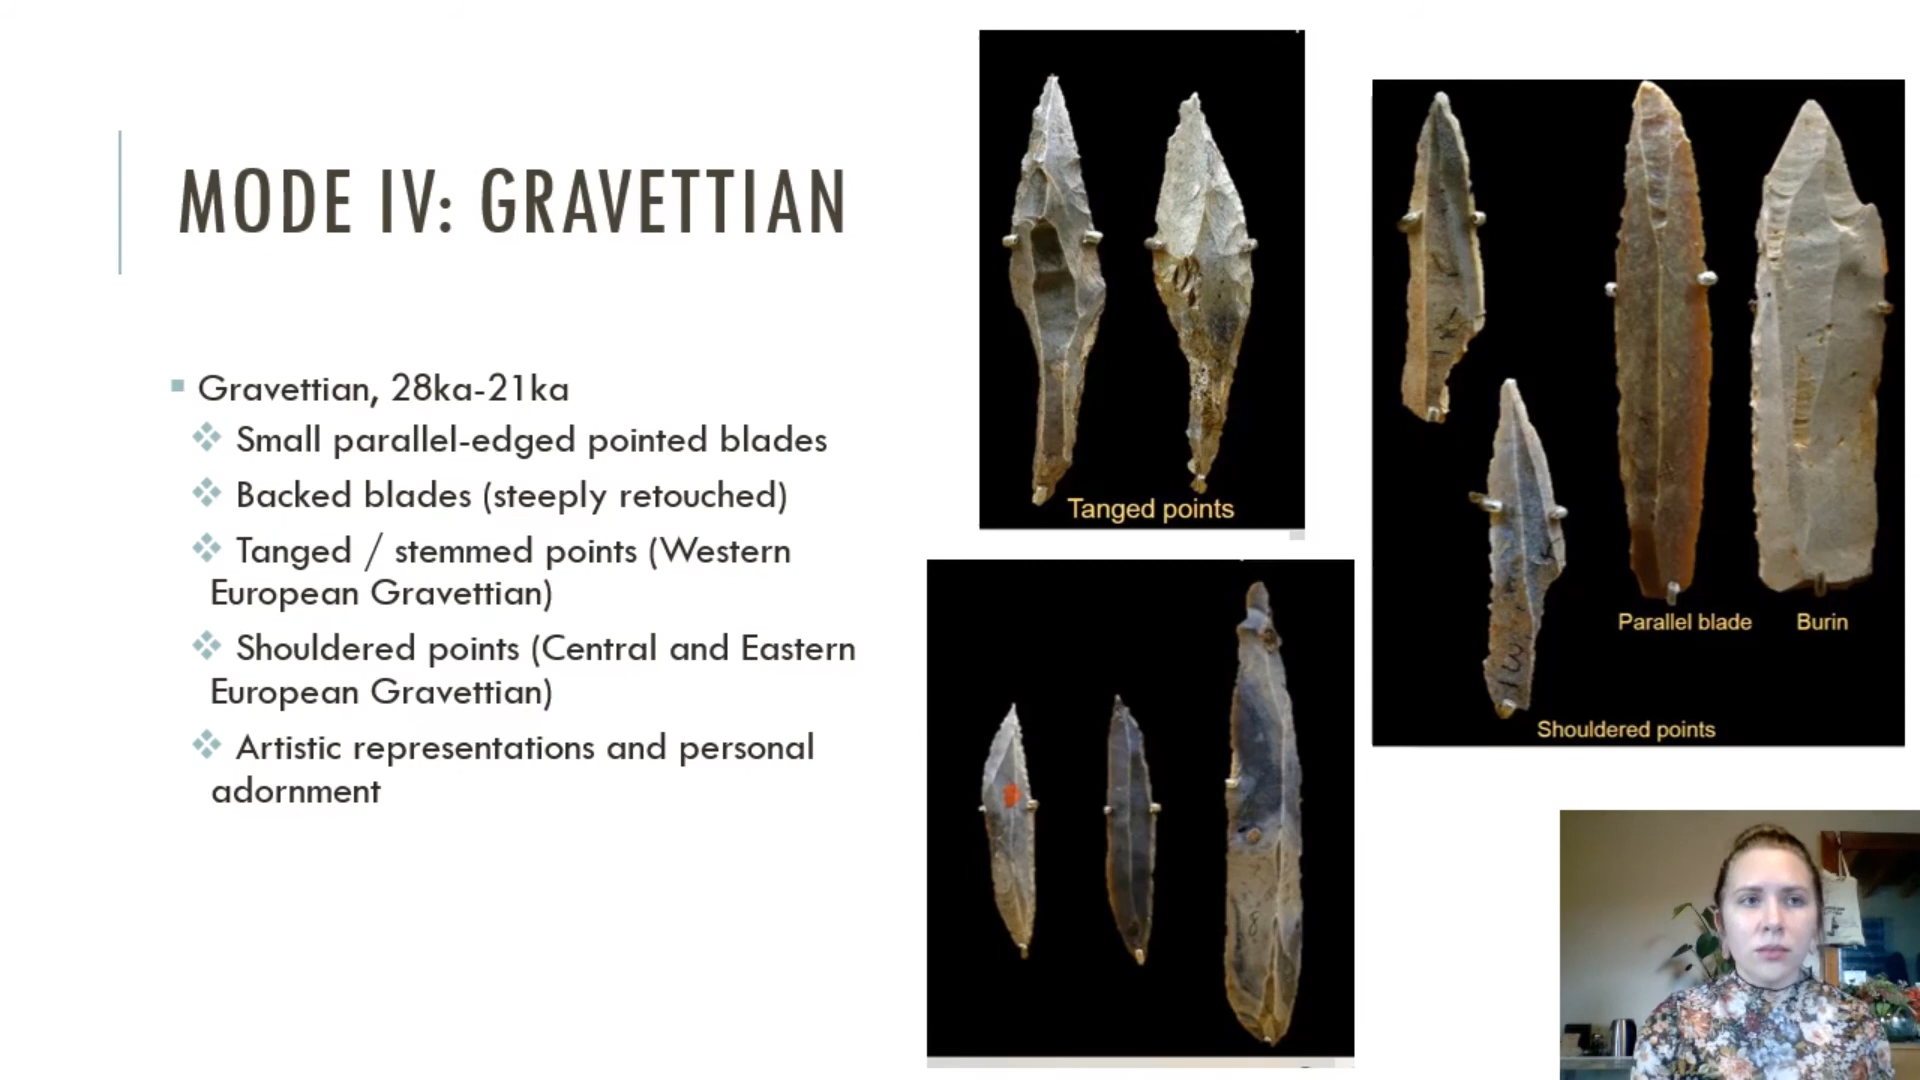 MODE IV: GRAVETTIAN
Gravettian, 28ka-21ka
Small parallel-edged pointed blades
Backed blades (steeply retouched)
Tanged / stemmed points (Western
European Gravettian)
Shouldered points (Central and Eastern
European Gravettian)
Artistic representations and personal
adornment
Tanged points
Parallel blade
Burin
Shouldered points
8